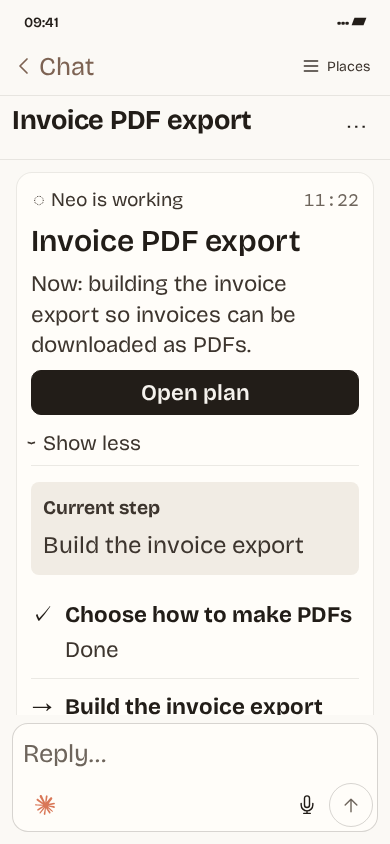 09:41
Chat
Places
Invoice PDF export
...
Neo is working
11:22
Invoice PDF export
Now: building the invoice
export so invoices can be
downloaded as PDFs.
Open plan
Show less
Current step
Build the invoice export
✓ Choose how to make PDFs
Done
→ Build the invoice export
Reply...